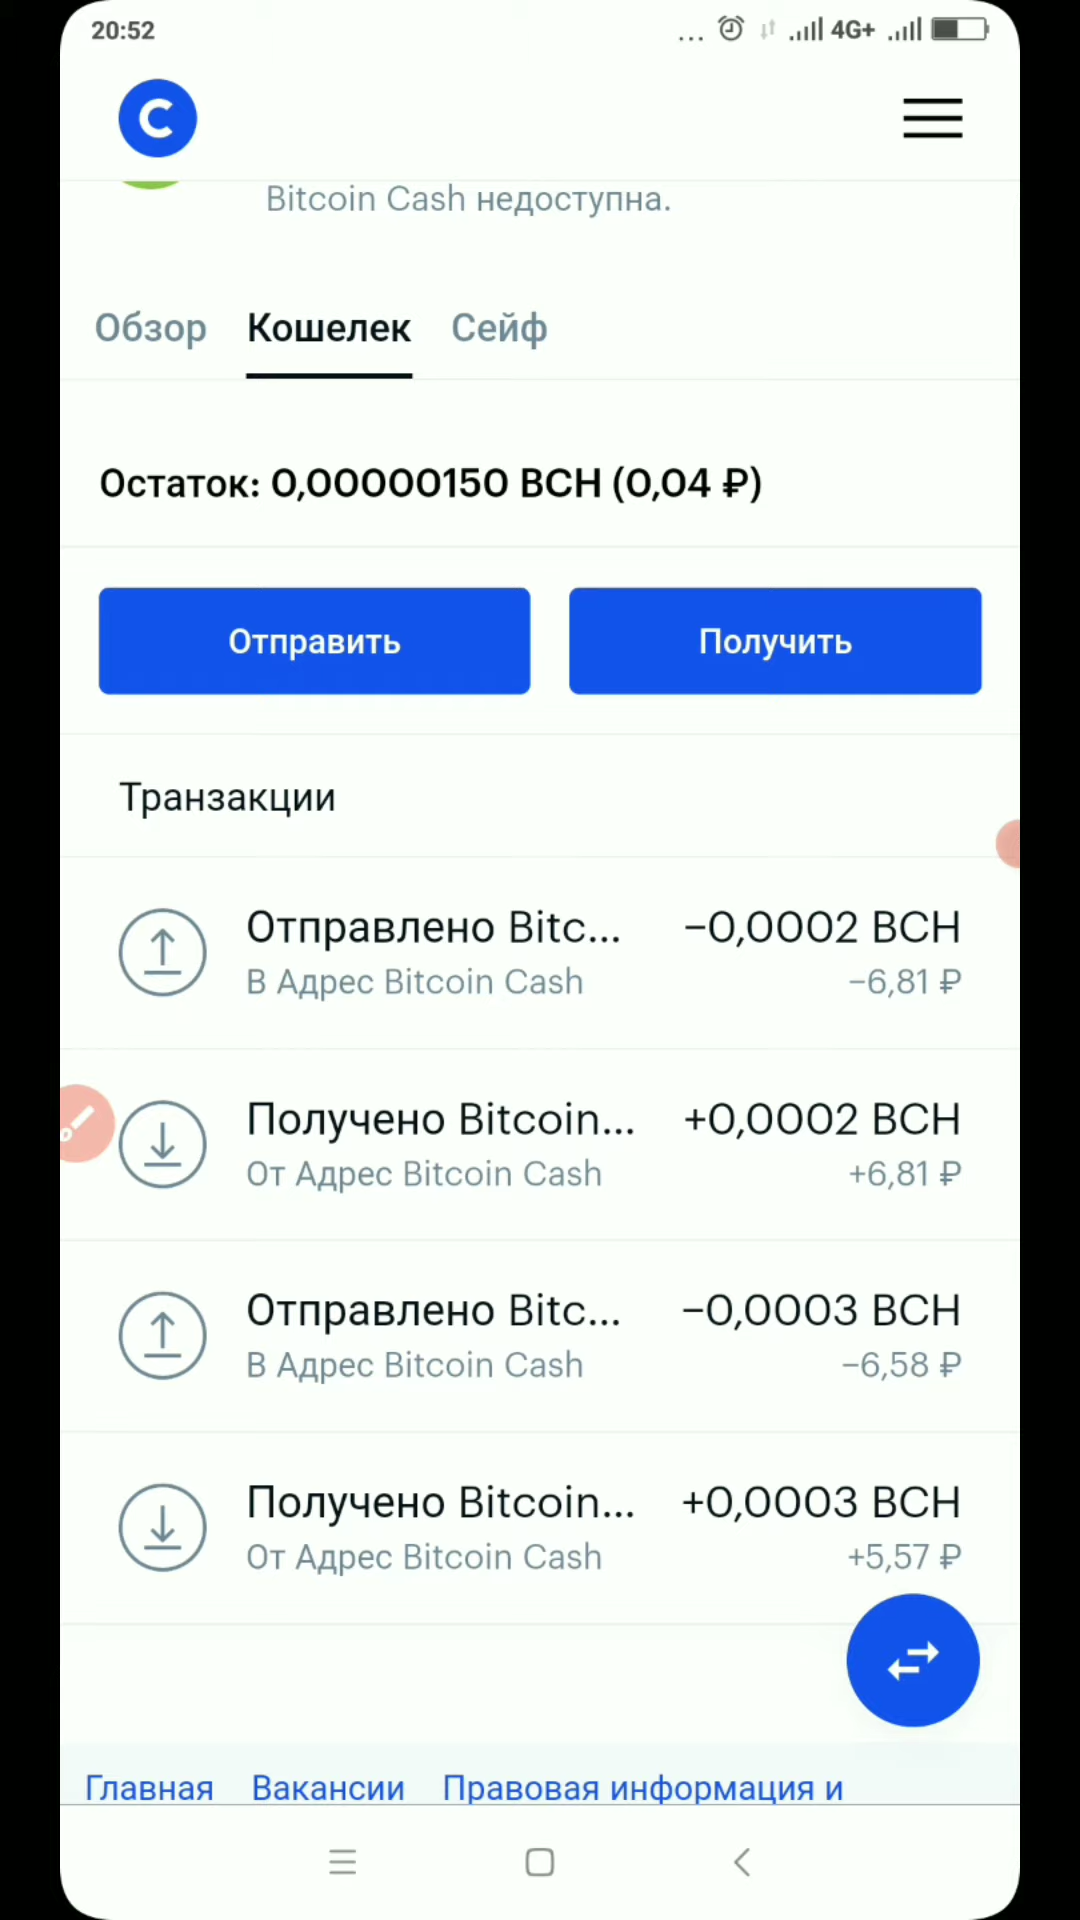 20:52
... 4G+
C
Bitcoin Cash недоступна.
Обзор Кошелек Сейф
Остаток: 0,00000150 BCH (0,04 ₽)
Отправить Получить
Транзакции
Отправлено Bitc... −0,0002 BCH
В Адрес Bitcoin Cash −6,81 ₽
Получено Bitcoin... +0,0002 BCH
От Адрес Bitcoin Cash +6,81 ₽
Отправлено Bitc... −0,0003 BCH
В Адрес Bitcoin Cash −6,58 ₽
Получено Bitcoin... +0,0003 BCH
От Адрес Bitcoin Cash +5,57 ₽
Главная Вакансии Правовая информация и